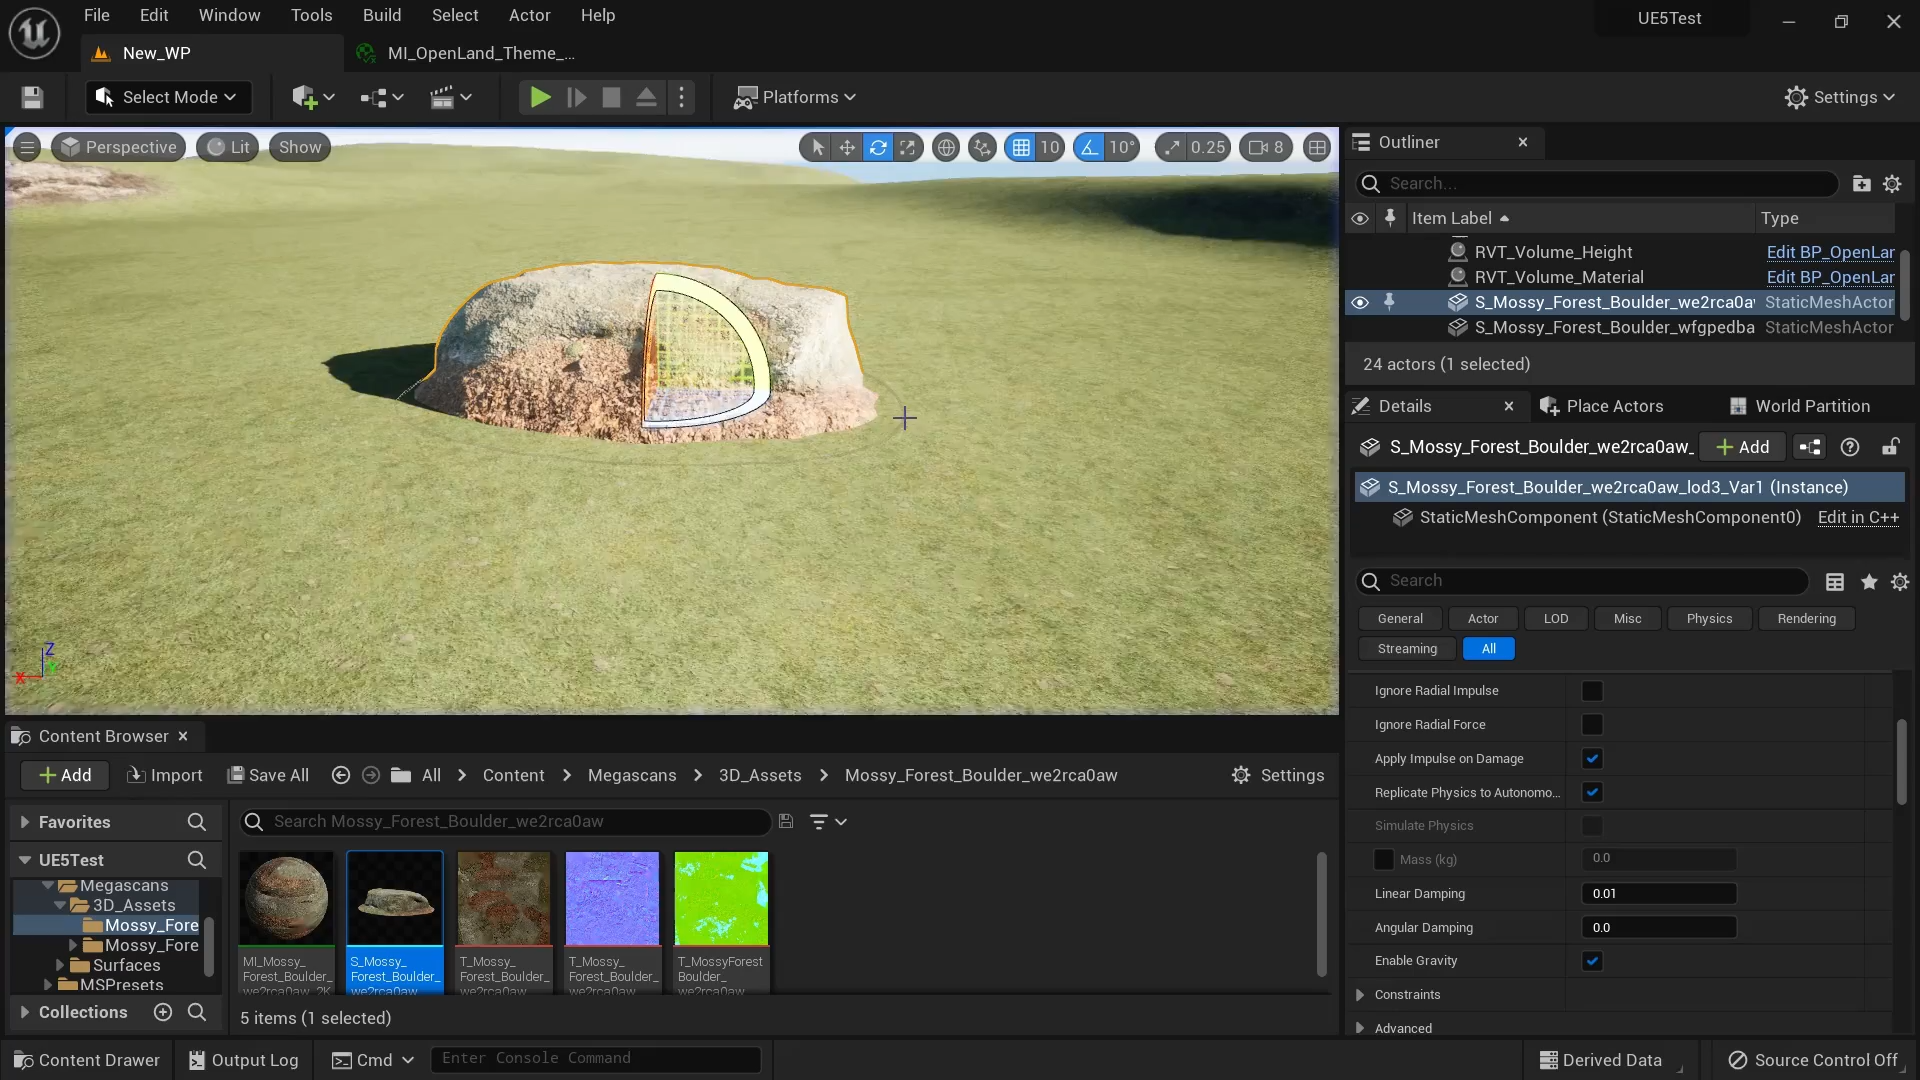 File Edit Window Tools Build Select Actor Help
UE5Test
New_WP
MI_OpenLand_Theme_...
Select Mode
Platforms
Settings
Perspective
Lit
Show
10
10°
0.25
8
Outliner
Search...
Item Label
Type
RVT_Volume_Height
Edit BP_OpenLar
RVT_Volume_Material
Edit BP_OpenLar
S_Mossy_Forest_Boulder_we2rca0a
StaticMeshActor
S_Mossy_Forest_Boulder_wfgpedba
StaticMeshActor
24 actors (1 selected)
Details
Place Actors
World Partition
S_Mossy_Forest_Boulder_we2rca0aw_
Add
S_Mossy_Forest_Boulder_we2rca0aw_lod3_Var1 (Instance)
StaticMeshComponent (StaticMeshComponent0)
Edit in C++
Search
General
Actor
LOD
Misc
Physics
Rendering
Streaming
All
Ignore Radial Impulse
Ignore Radial Force
Apply Impulse on Damage
Replicate Physics to Autonomo...
Simulate Physics
Mass (kg)
0.0
Linear Damping
0.01
Angular Damping
0.0
Enable Gravity
Constraints
Advanced
Z
X
Content Browser
Add
Import
Save All
All
Content
Megascans
3D_Assets
Mossy_Forest_Boulder_we2rca0aw
Settings
Favorites
Search Mossy_Forest_Boulder_we2rca0aw
UE5Test
Megascans
3D_Assets
Mossy_Fore
Mossy_Fore
Surfaces
MSPresets
Collections
MI_Mossy_
Forest_Boulder_
we2rca0aw_2K
S_Mossy_
Forest_Boulder_
we2rca0aw
T_Mossy_
Forest_Boulder_
we2rca0aw
T_Mossy_
Forest_Boulder_
we2rca0aw
T_MossyForest
Boulder_
we2rca0aw
5 items (1 selected)
Content Drawer
Output Log
Cmd
Enter Console Command
Derived Data
Source Control Off